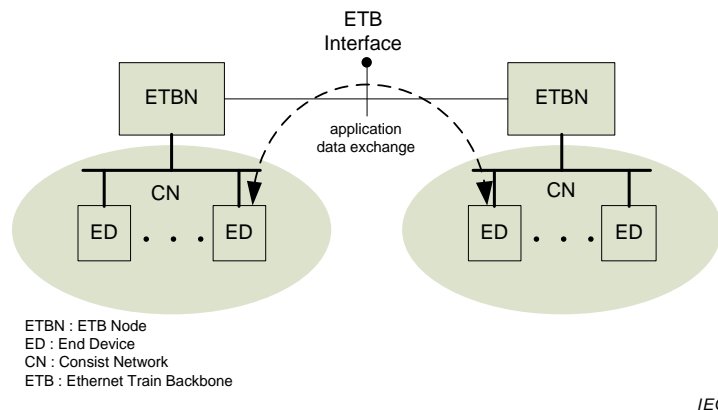 ETB
Interface
ETBN
ETBN
application
data exchange
CN
CN
ED
. . .
ED
ED
. . .
ED
ETBN : ETB Node
ED : End Device
CN : Consist Network
ETB : Ethernet Train Backbone
IEC